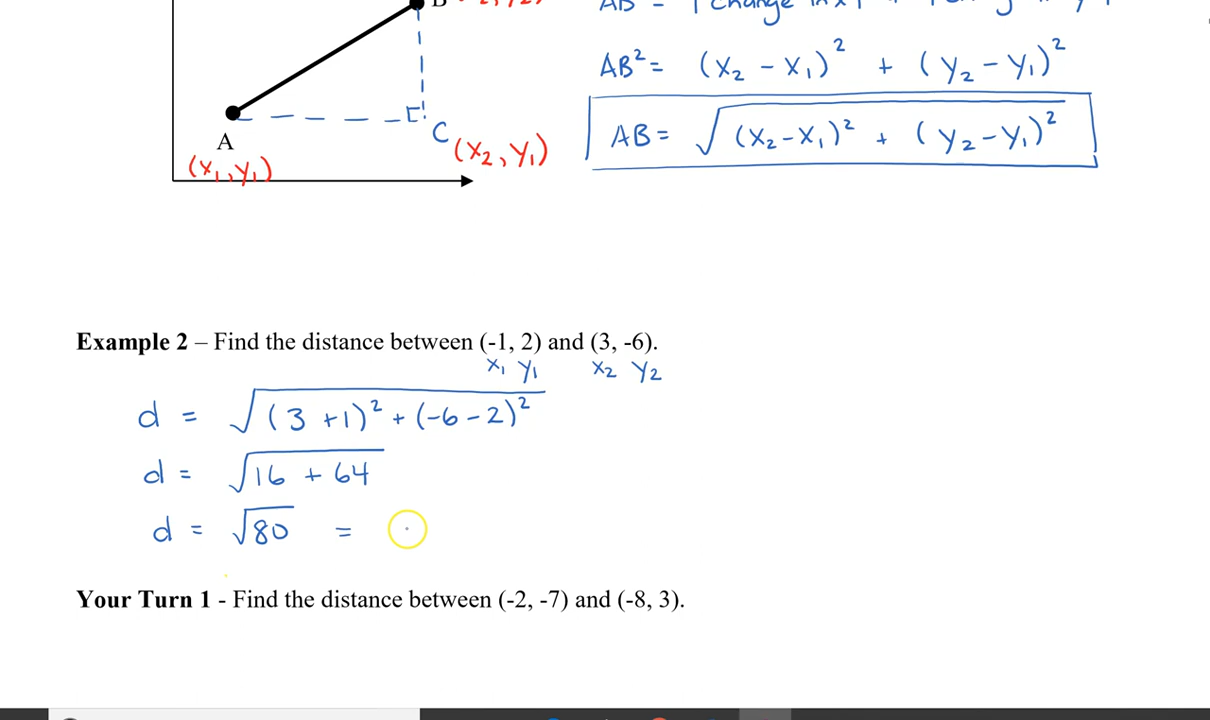 AB² = (x₂ - x₁)² + (y₂ - y₁)²
AB = √(x₂-x₁)² + (y₂-y₁)²
A
C (x₂, y₁)
(x₁, y₁)
Example 2 – Find the distance between (-1, 2) and (3, -6).
x₁ y₁ x₂ y₂
d = √(3 +1)² + (-6-2)²
d = √16 + 64
d = √80 =
Your Turn 1 - Find the distance between (-2, -7) and (-8, 3).